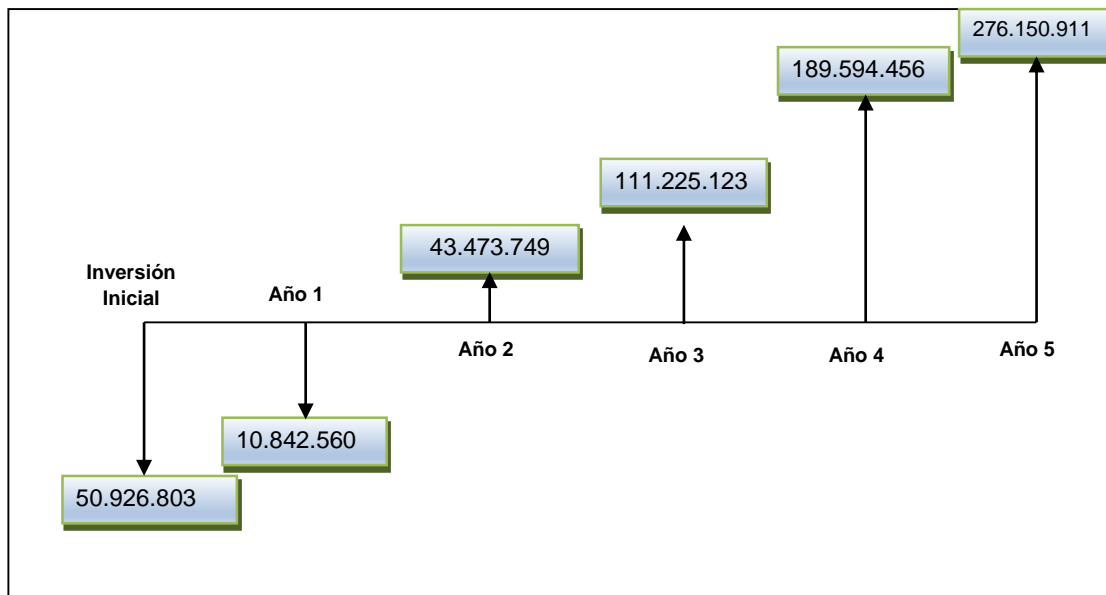 276.150.911
189.594.456
111.225.123
43.473.749
Inversión
Inicial
Año 1
Año 2
Año 3
Año 4
Año 5
10.842.560
50.926.803